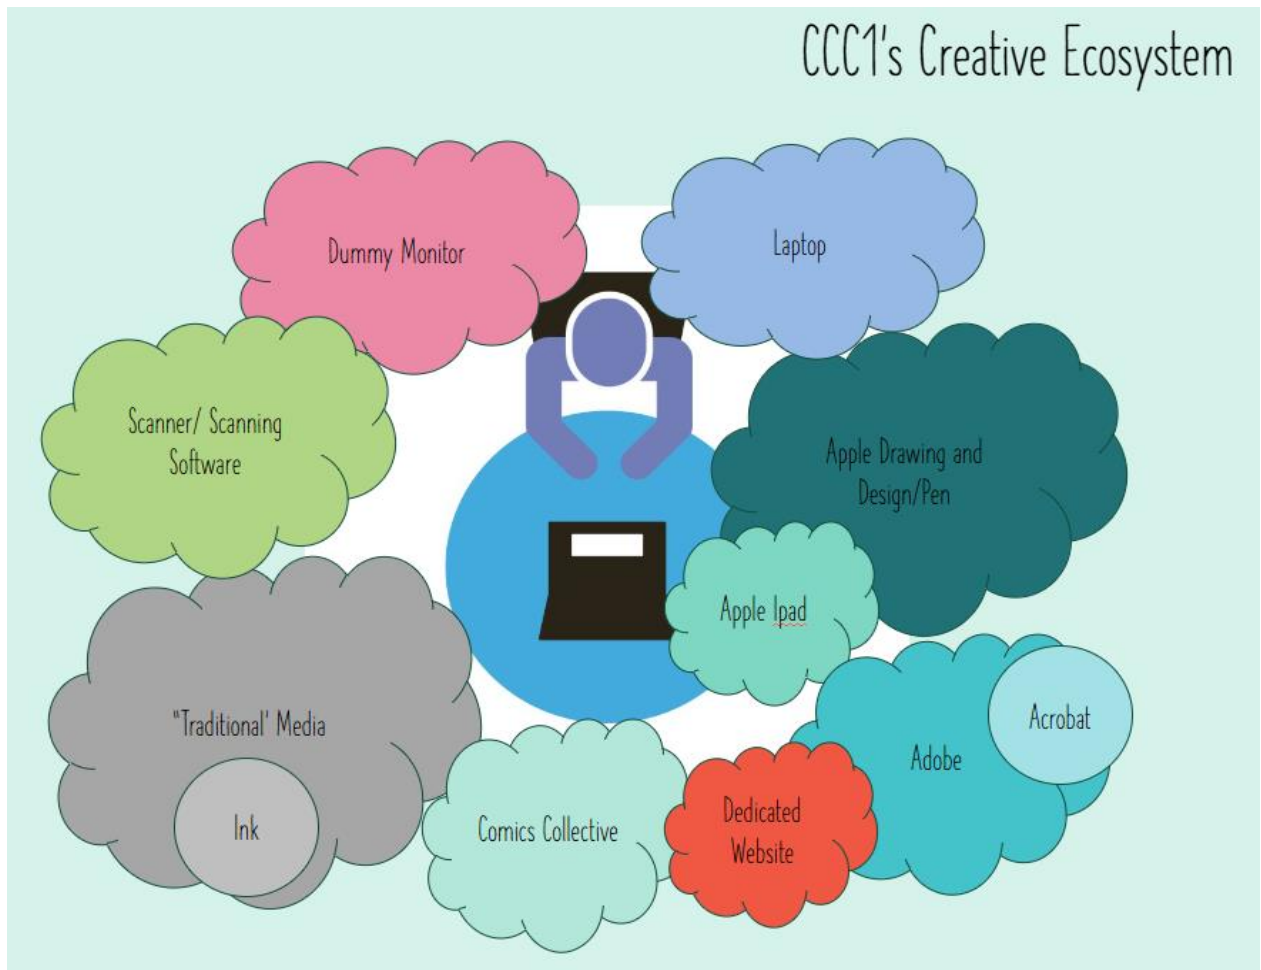 CCC1's Creative Ecosystem
Dummy Monitor
Laptop
Scanner/ Scanning
Software
Apple Drawing and
Design/Pen
Apple Ipad
"Traditional' Media
Ink
Comics Collective
Dedicated
Website
Adobe
Acrobat